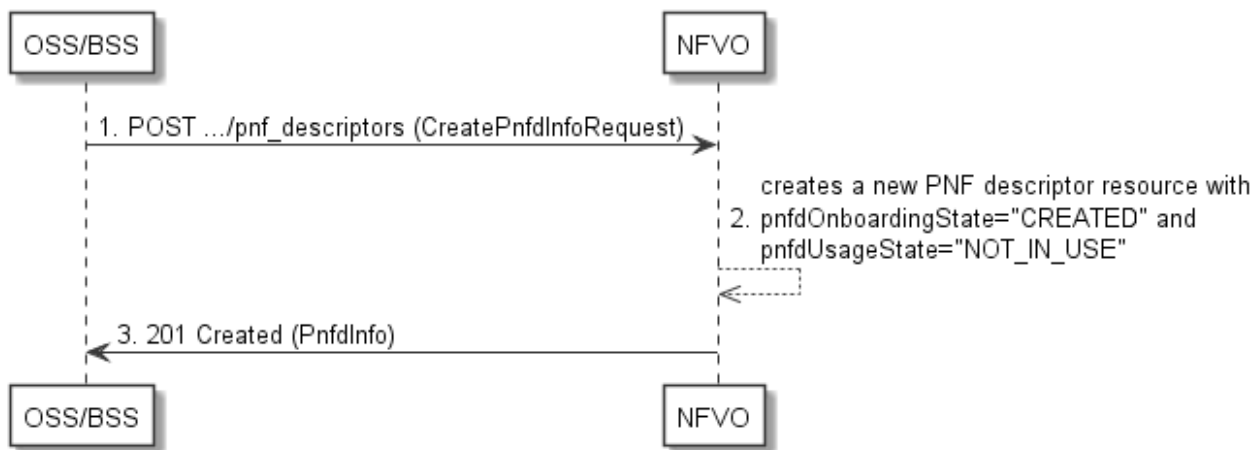 OSS/BSS
NFVO
1. POST .../pnf_descriptors (CreatePnfdInfoRequest)
creates a new PNF descriptor resource with
2. pnfdOnboardingState="CREATED" and
pnfdUsageState="NOT_IN_USE"
3. 201 Created (PnfdInfo)
OSS/BSS
NFVO